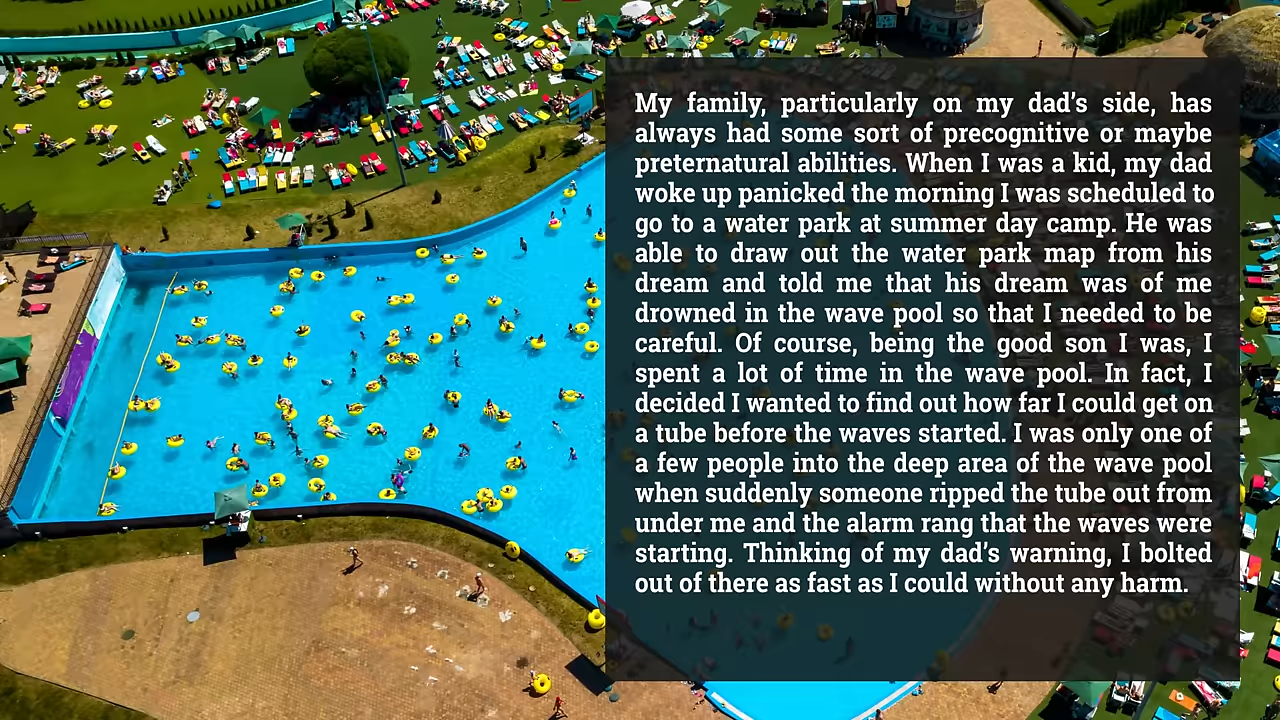 My family, particularly on my dad’s side, has
always had some sort of precognitive or maybe
preternatural abilities. When I was a kid, my dad
woke up panicked the morning I was scheduled to
go to a water park at summer day camp. He was
able to draw out the water park map from his
dream and told me that his dream was of me
drowned in the wave pool so that I needed to be
careful. Of course, being the good son I was, I
spent a lot of time in the wave pool. In fact, I
decided I wanted to find out how far I could get on
a tube before the waves started. I was only one of
a few people into the deep area of the wave pool
when suddenly someone ripped the tube out from
under me and the alarm rang that the waves were
starting. Thinking of my dad’s warning, I bolted
out of there as fast as I could without any harm.